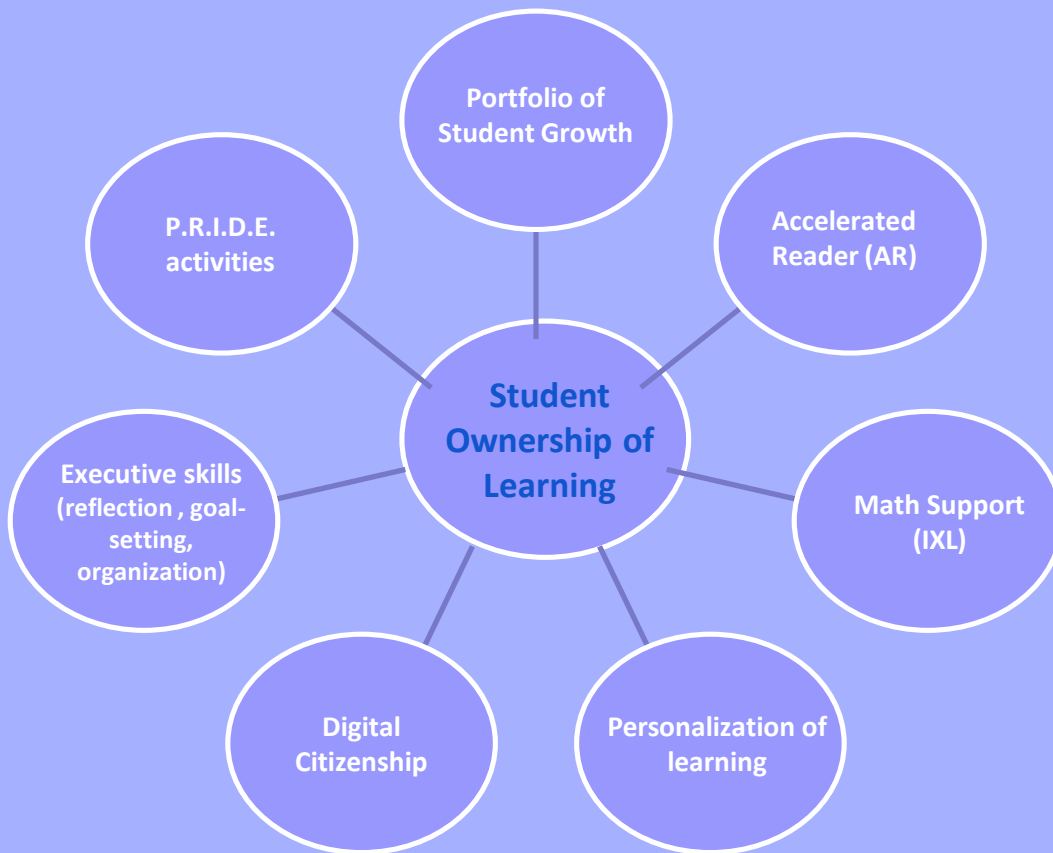 Portfolio of
Student Growth
P.R.I.D.E.
activities
Accelerated
Reader (AR)
Student
Ownership of
Learning
Executive skills
(reflection , goal-
setting,
organization)
Math Support
(IXL)
Digital
Citizenship
Personalization of
learning